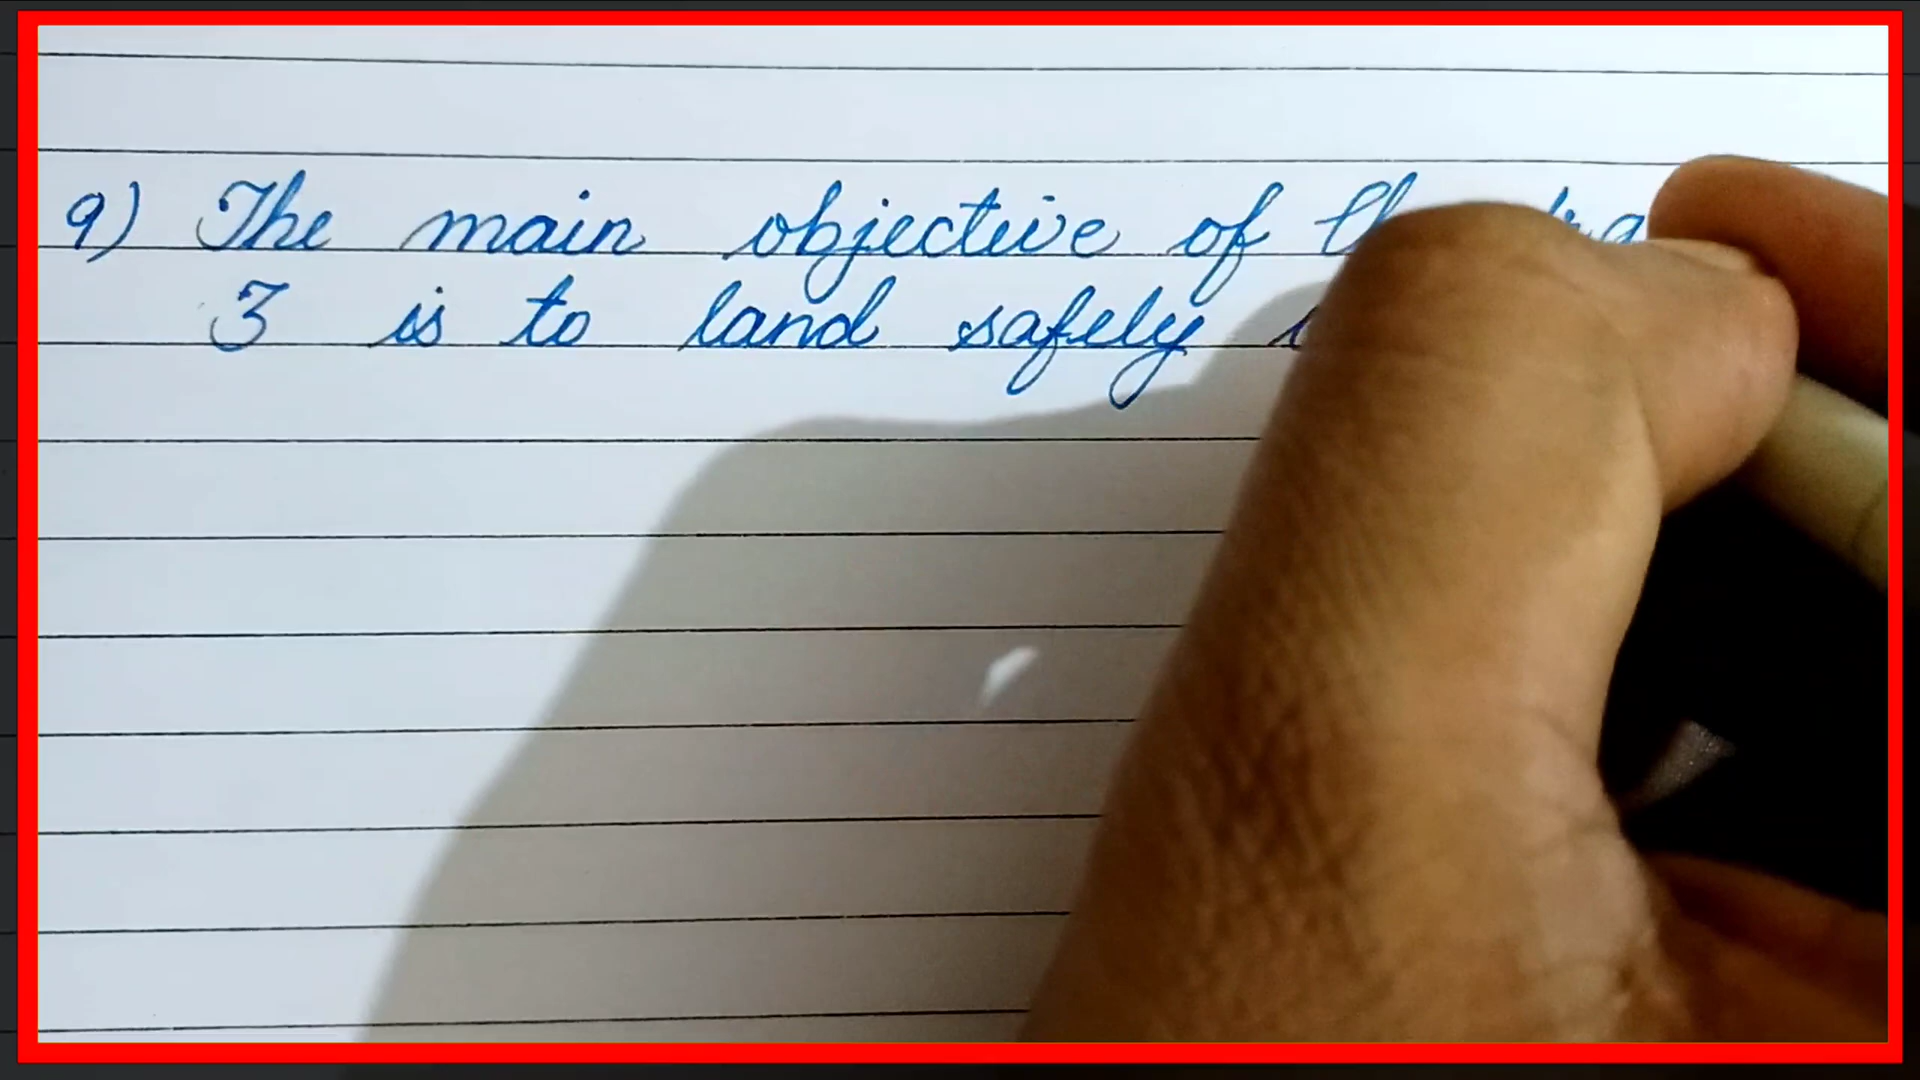 9) The main objective of
3 is to land safely